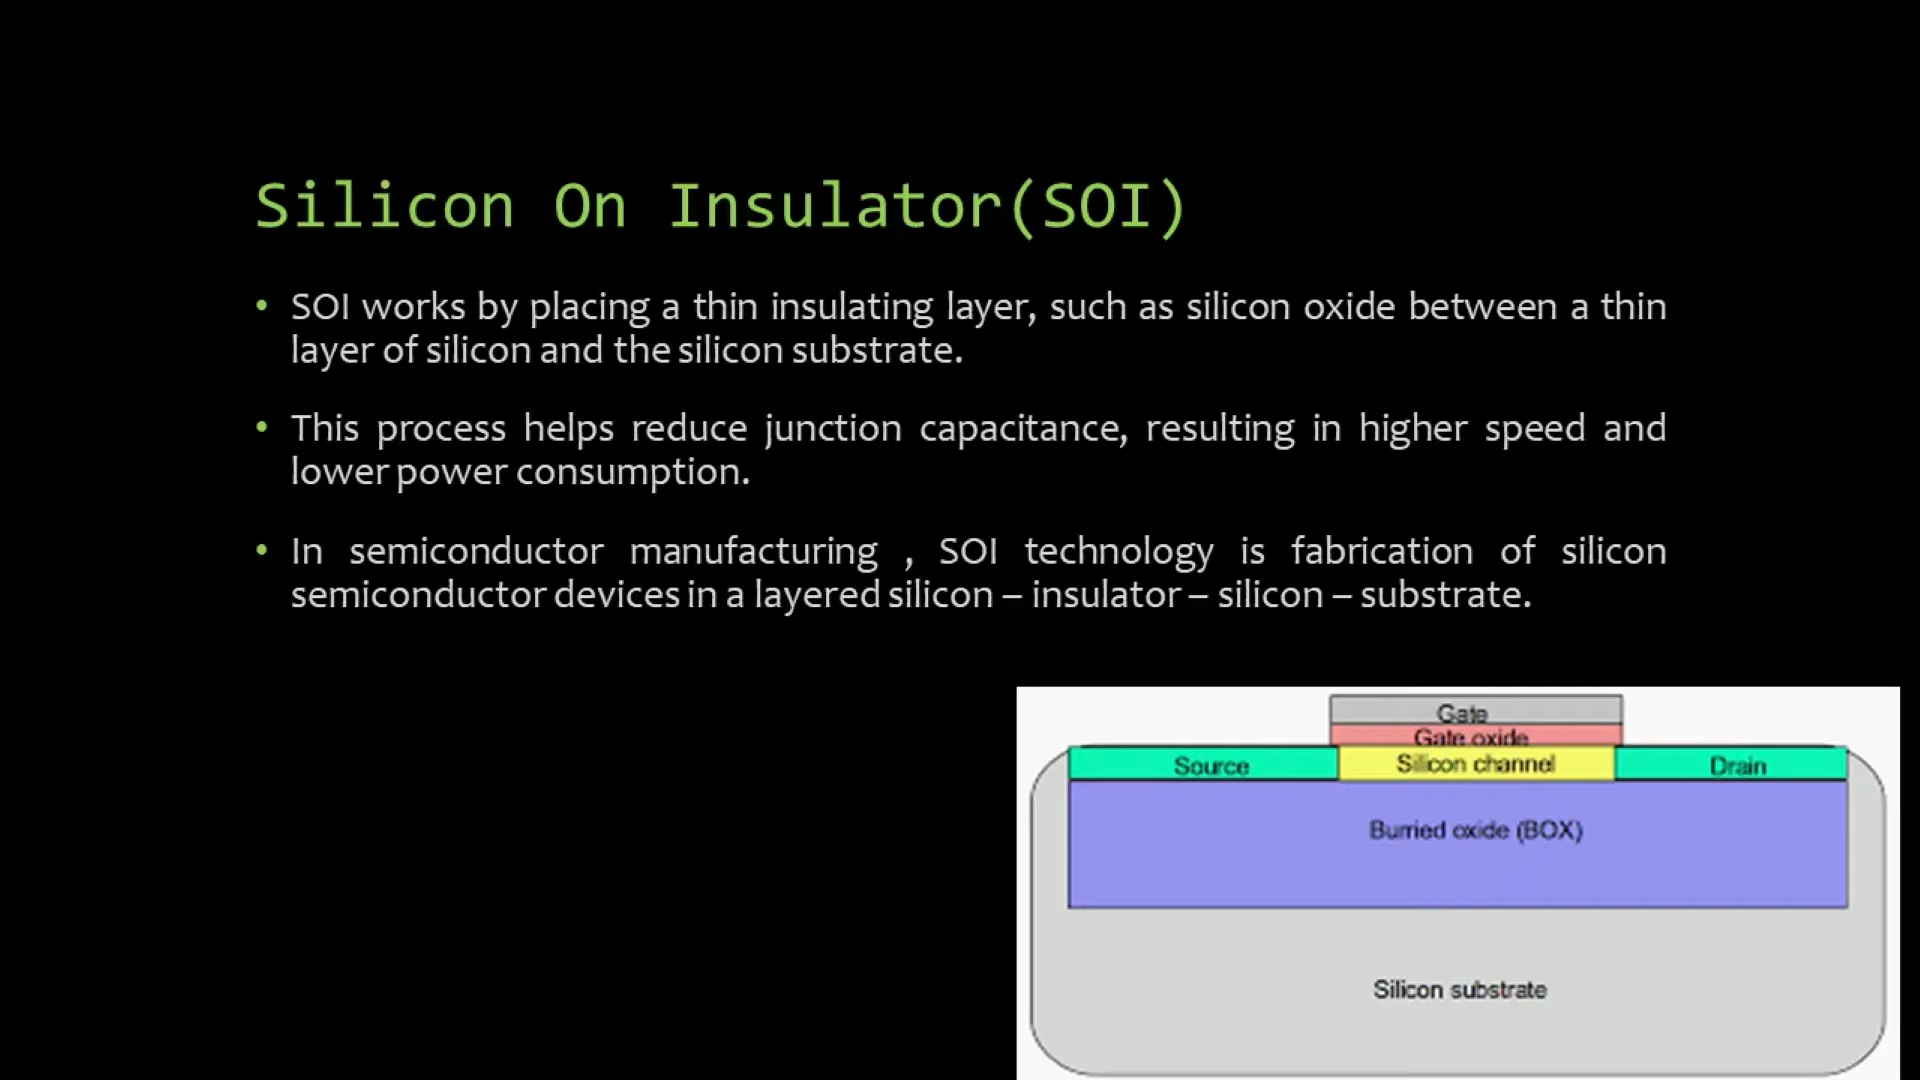 Silicon On Insulator(SOI)
• SOI works by placing a thin insulating layer, such as silicon oxide between a thin
layer of silicon and the silicon substrate.
• This process helps reduce junction capacitance, resulting in higher speed and
lower power consumption.
• In semiconductor manufacturing , SOI technology is fabrication of silicon
semiconductor devices in a layered silicon – insulator – silicon – substrate.
Gate
Gate oxide
Source Silicon channel Drain
Burried oxide (BOX)
Silicon substrate